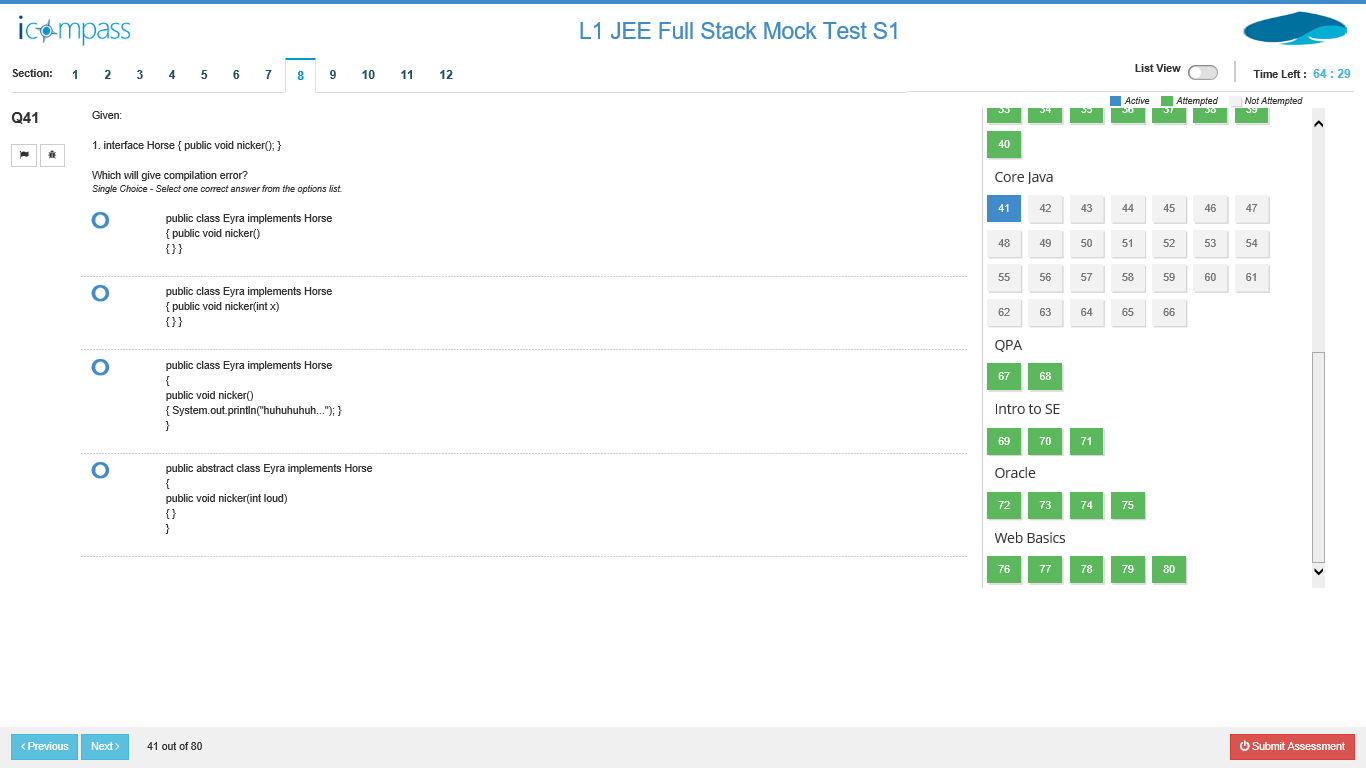 icompass
L1 JEE Full Stack Mock Test S1
Section: 1 2 3 4 5 6 7 8 9 10 11 12
List View
Time Left : 64 : 29
Active Attempted Not Attempted
Q41
Given:
1. interface Horse { public void nicker(); }
Which will give compilation error?
Single Choice - Select one correct answer from the options list.
public class Eyra implements Horse
{ public void nicker()
{ } }
public class Eyra implements Horse
{ public void nicker(int x)
{ } }
public class Eyra implements Horse
{
public void nicker()
{ System.out.println("huhuhuhuh..."); }
}
public abstract class Eyra implements Horse
{
public void nicker(int loud)
{ }
}
33 34 35 36 37 38 39
40
Core Java
41 42 43 44 45 46 47
48 49 50 51 52 53 54
55 56 57 58 59 60 61
62 63 64 65 66
QPA
67 68
Intro to SE
69 70 71
Oracle
72 73 74 75
Web Basics
76 77 78 79 80
Previous Next 41 out of 80
Submit Assessment